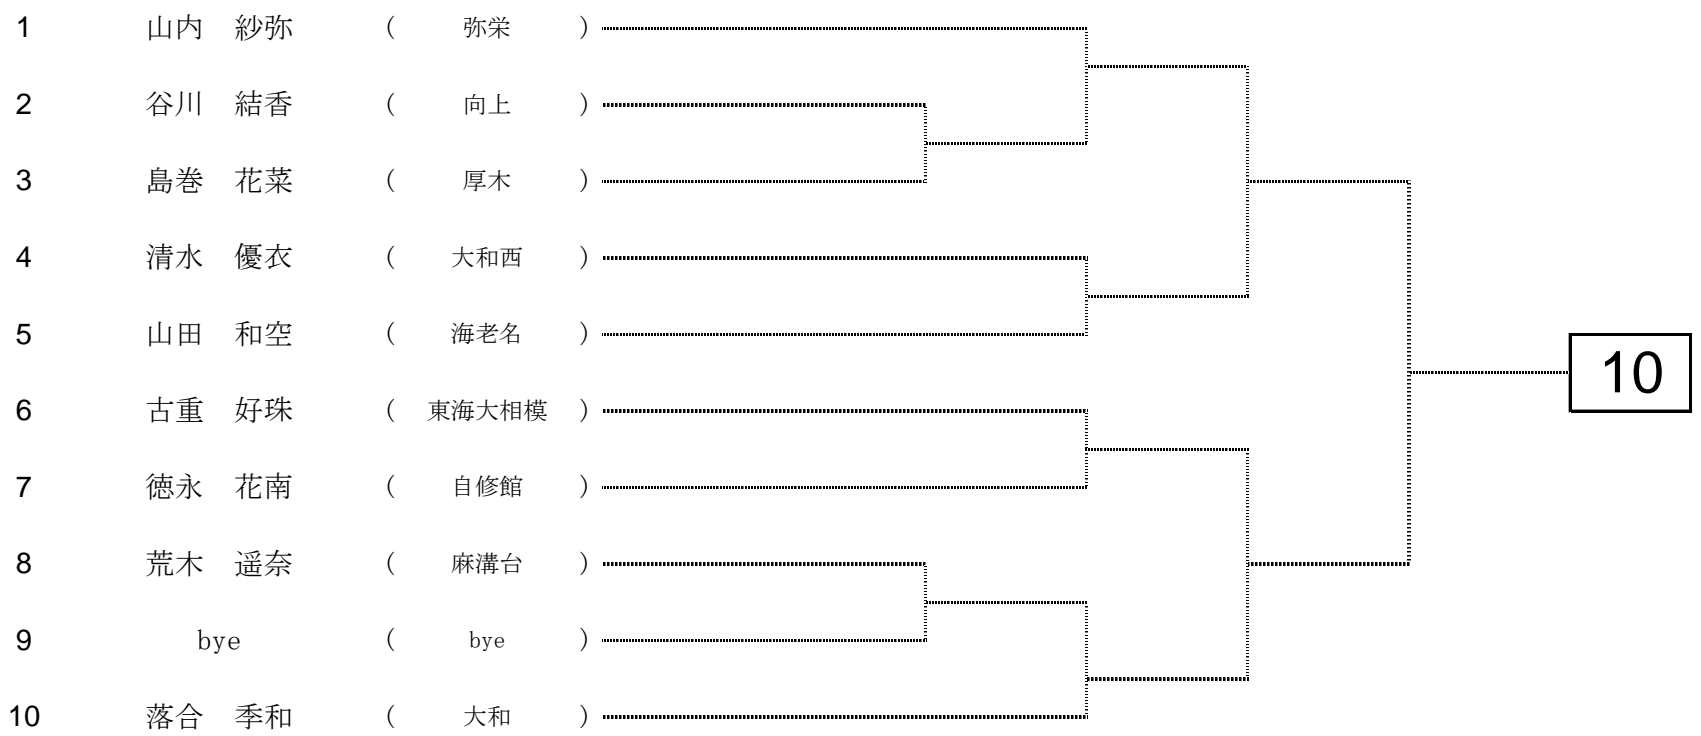 1 山内 紗弥 ( 弥栄 )
2 谷川 結香 ( 向上 )
3 島巻 花菜 ( 厚木 )
4 清水 優衣 ( 大和西 )
5 山田 和空 ( 海老名 )
10
6 古重 好珠 ( 東海大相模 )
7 徳永 花南 ( 自修館 )
8 荒木 遥奈 ( 麻溝台 )
9 bye ( bye )
10 落合 季和 ( 大和 )